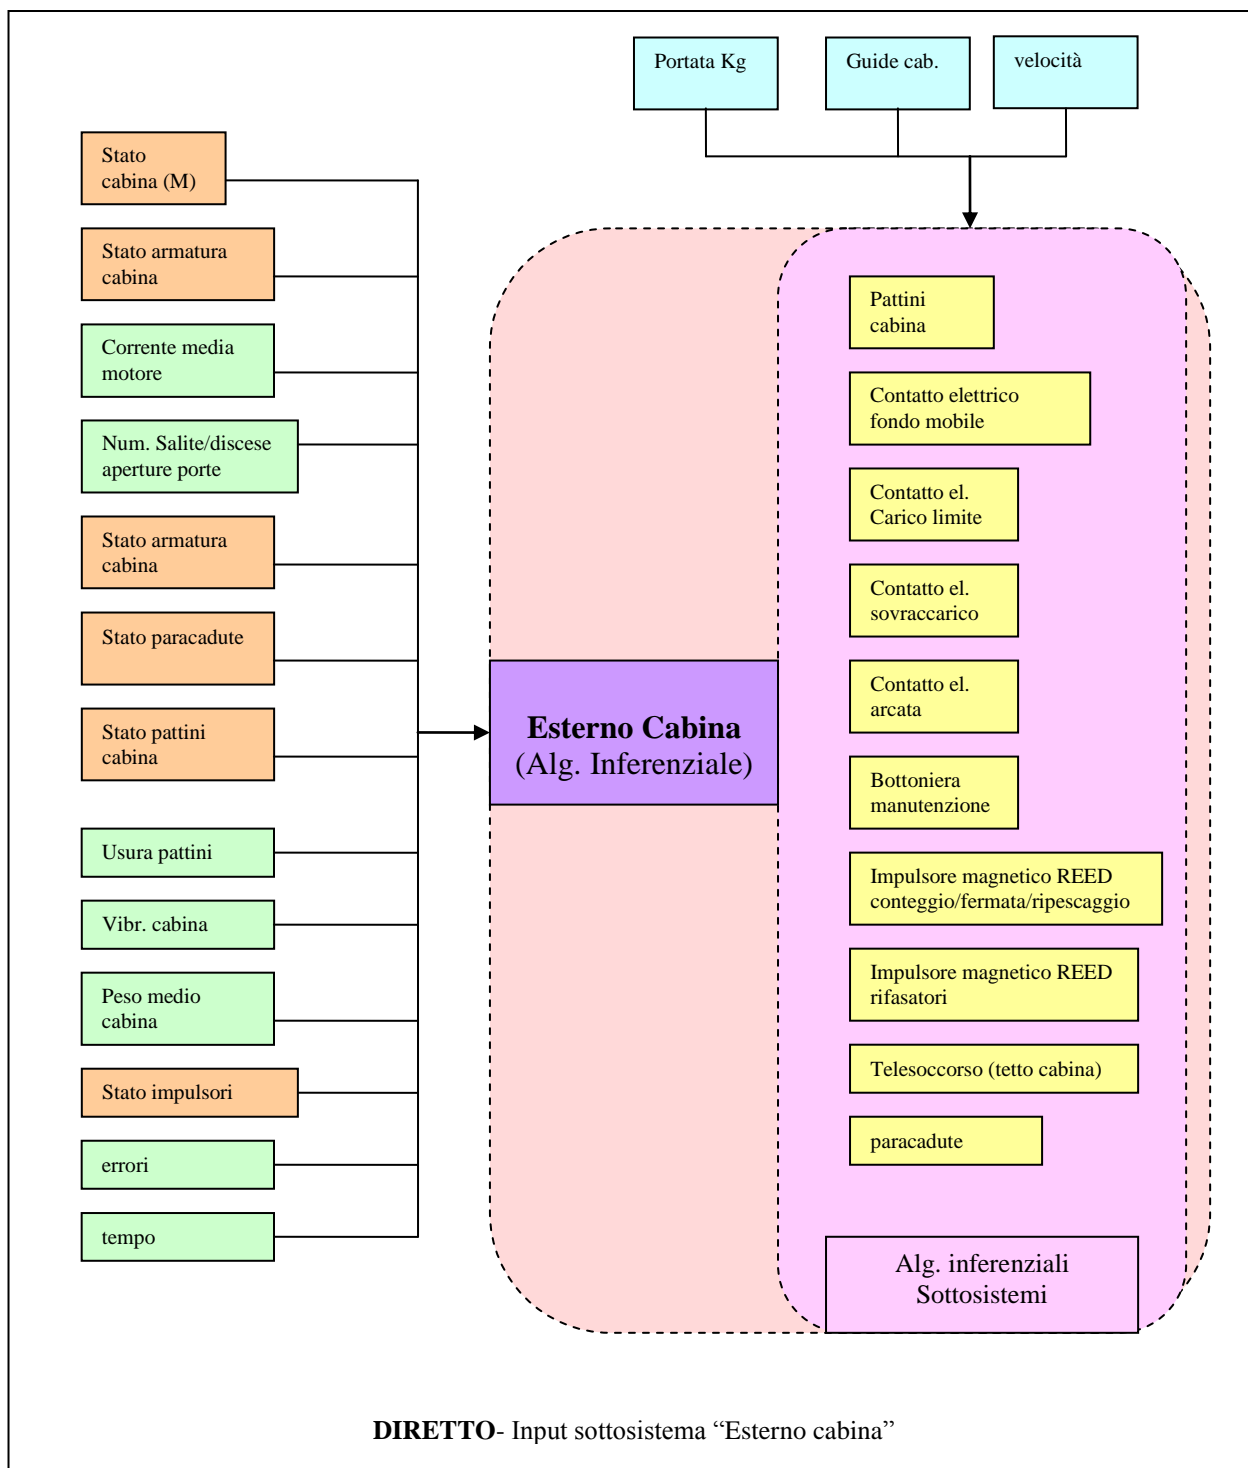 Portata Kg
Guide cab.
velocità
Stato
cabina (M)
Stato armatura
cabina
Corrente media
motore
Num. Salite/discese
aperture porte
Stato armatura
cabina
Stato paracadute
Stato pattini
cabina
Usura pattini
Vibr. cabina
Peso medio
cabina
Stato impulsori
errori
tempo
Esterno Cabina
(Alg. Inferenziale)
Pattini
cabina
Contatto elettrico
fondo mobile
Contatto el.
Carico limite
Contatto el.
sovraccarico
Contatto el.
arcata
Bottoniera
manutenzione
Impulsore magnetico REED
conteggio/fermata/ripescaggio
Impulsore magnetico REED
rifasatori
Telesoccorso (tetto cabina)
paracadute
Alg. inferenziali
Sottosistemi
DIRETTO- Input sottosistema “Esterno cabina”